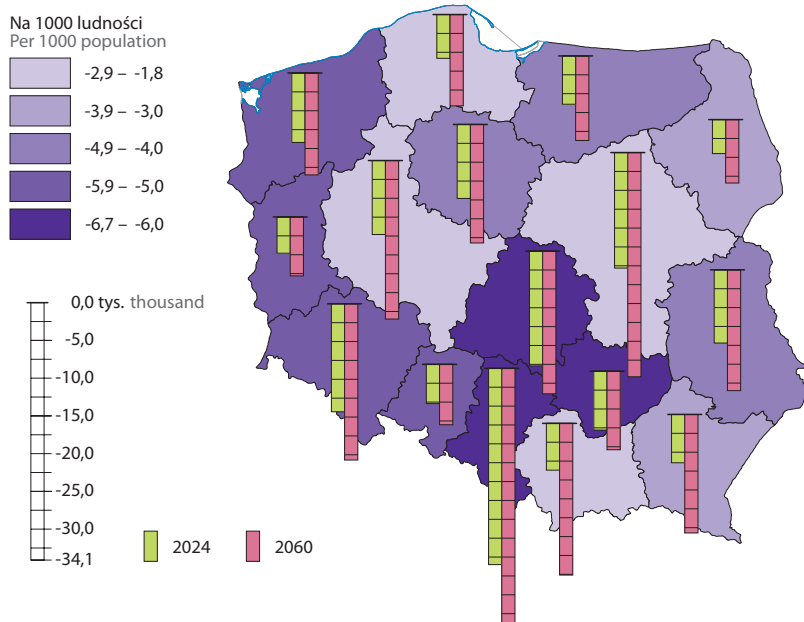 Na 1000 ludności
Per 1000 population
-2,9 – -1,8
-3,9 – -3,0
-4,9 – -4,0
-5,9 – -5,0
-6,7 – -6,0
0,0 tys. thousand
-5,0
-10,0
-15,0
-20,0
-25,0
-30,0
-34,1
2024
2060